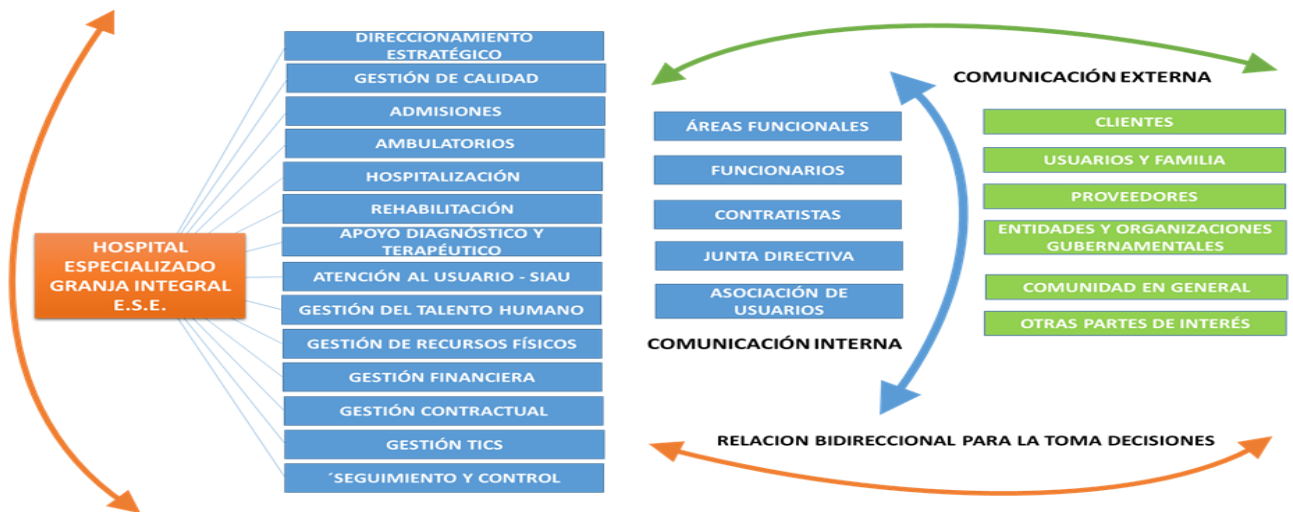 HOSPITAL
ESPECIALIZADO
GRANJA INTEGRAL
E.S.E.
DIRECCIONAMIENTO
ESTRATÉGICO
GESTIÓN DE CALIDAD
ADMISIONES
AMBULATORIOS
HOSPITALIZACIÓN
REHABILITACIÓN
APOYO DIAGNÓSTICO Y
TERAPÉUTICO
ATENCIÓN AL USUARIO - SIAU
GESTIÓN DEL TALENTO HUMANO
GESTIÓN DE RECURSOS FÍSICOS
GESTIÓN FINANCIERA
GESTIÓN CONTRACTUAL
GESTIÓN TICS
´SEGUIMIENTO Y CONTROL
ÁREAS FUNCIONALES
FUNCIONARIOS
CONTRATISTAS
JUNTA DIRECTIVA
ASOCIACIÓN DE
USUARIOS
COMUNICACIÓN INTERNA
COMUNICACIÓN EXTERNA
CLIENTES
USUARIOS Y FAMILIA
PROVEEDORES
ENTIDADES Y ORGANIZACIONES
GUBERNAMENTALES
COMUNIDAD EN GENERAL
OTRAS PARTES DE INTERÉS
RELACION BIDIRECCIONAL PARA LA TOMA DECISIONES